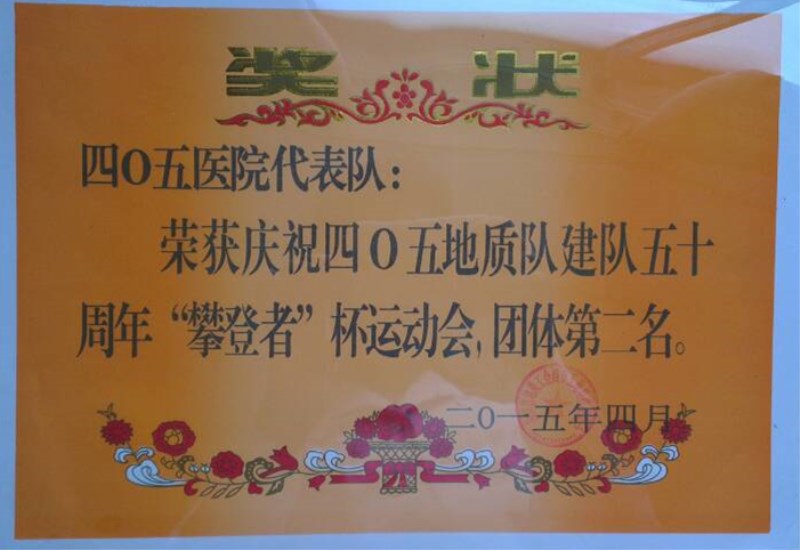 奖状
四O五医院代表队：
荣获庆祝四O五地质队建队五十
周年“攀登者”杯运动会，团体第二名。
二O一五年四月